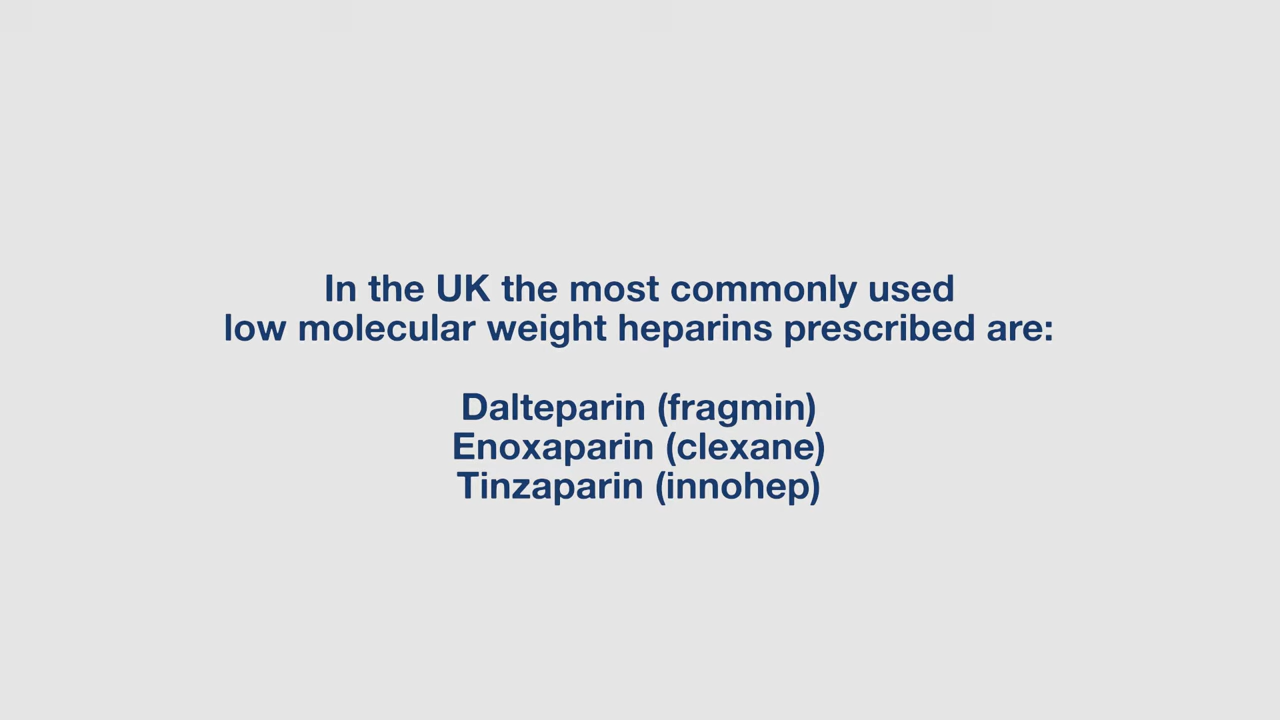 In the UK the most commonly used
low molecular weight heparins prescribed are:
Dalteparin (fragmin)
Enoxaparin (clexane)
Tinzaparin (innohep)